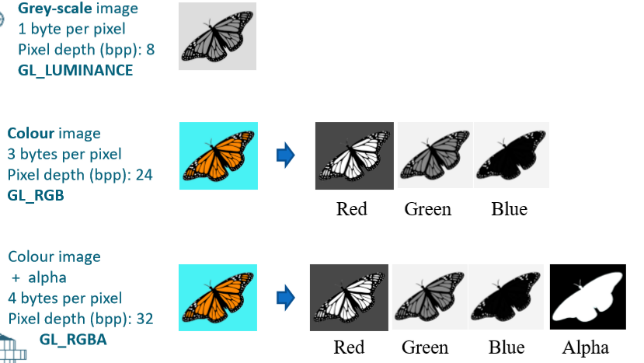 Grey-scale image
1 byte per pixel
Pixel depth (bpp): 8
GL_LUMINANCE
Colour image
3 bytes per pixel
Pixel depth (bpp): 24
GL_RGB
Red Green Blue
Colour image
+ alpha
4 bytes per pixel
Pixel depth (bpp): 32
GL_RGBA
Red Green Blue Alpha